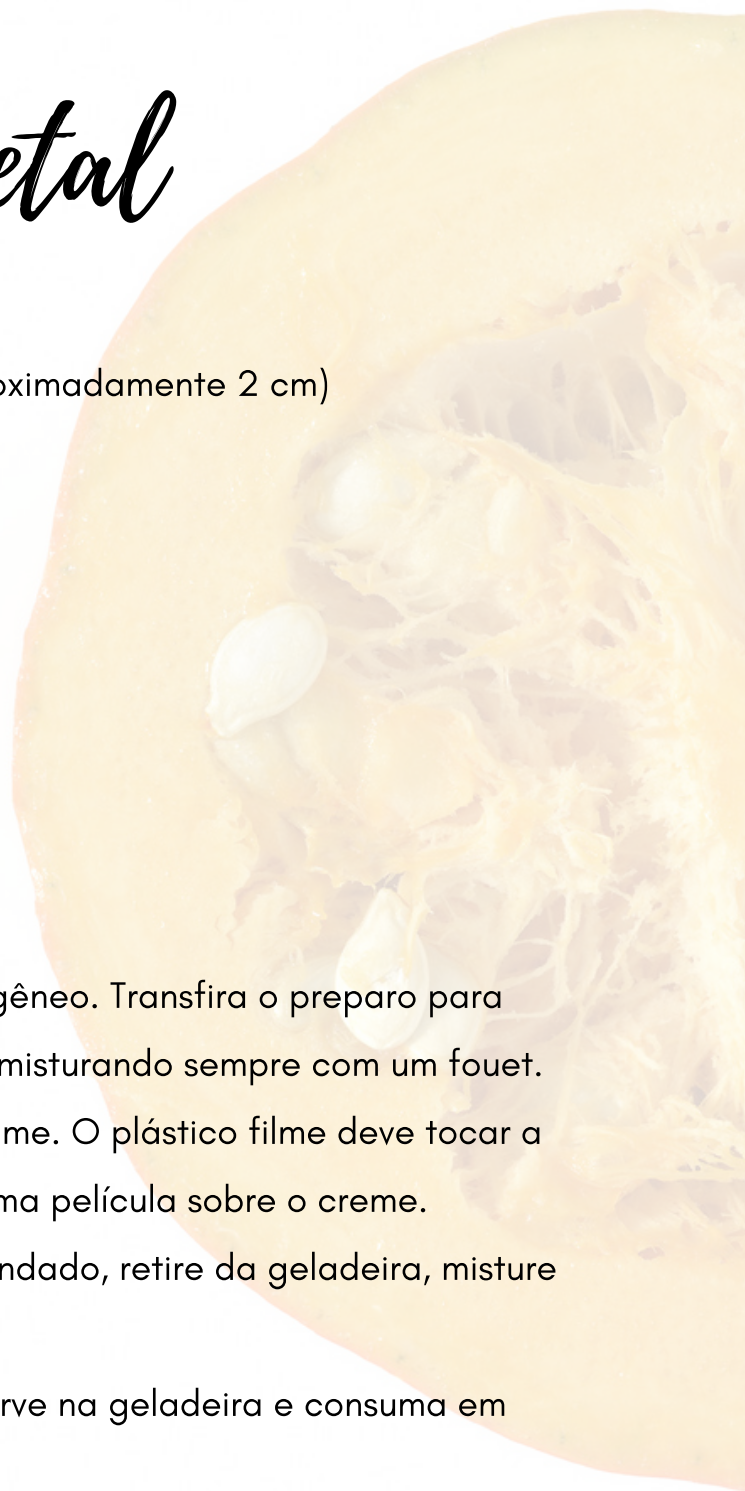 etal
oximadamente 2 cm)
gêneo. Transfira o preparo para
misturando sempre com um fouet.
me. O plástico filme deve tocar a
ma película sobre o creme.
ndado, retire da geladeira, misture
rve na geladeira e consuma em